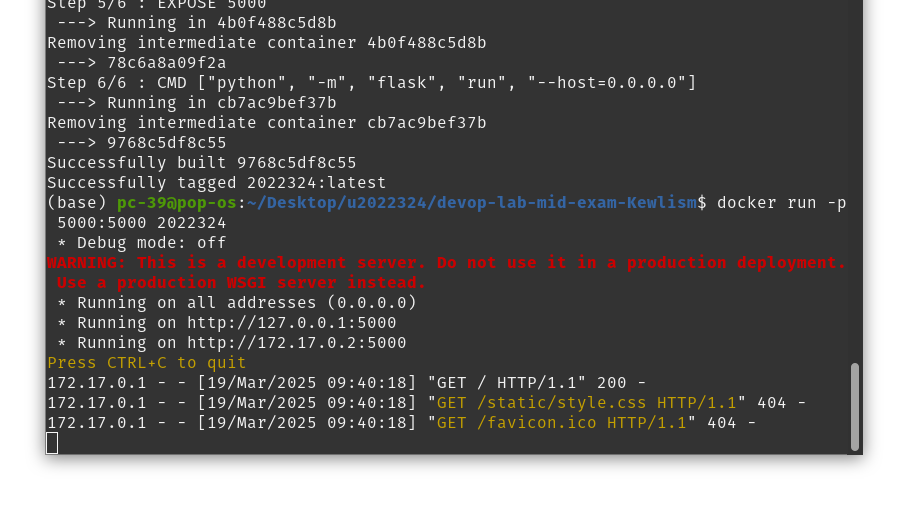 Step 5/6 : EXPOSE 5000
 ---> Running in 4b0f488c5d8b
Removing intermediate container 4b0f488c5d8b
 ---> 78c6a8a09f2a
Step 6/6 : CMD ["python", "-m", "flask", "run", "--host=0.0.0.0"]
 ---> Running in cb7ac9bef37b
Removing intermediate container cb7ac9bef37b
 ---> 9768c5df8c55
Successfully built 9768c5df8c55
Successfully tagged 2022324:latest
(base) pc-39@pop-os:~/Desktop/u2022324/devop-lab-mid-exam-Kewlism$ docker run -p
 5000:5000 2022324
 * Debug mode: off
WARNING: This is a development server. Do not use it in a production deployment.
 Use a production WSGI server instead.
 * Running on all addresses (0.0.0.0)
 * Running on http://127.0.0.1:5000
 * Running on http://172.17.0.2:5000
Press CTRL+C to quit
172.17.0.1 - - [19/Mar/2025 09:40:18] "GET / HTTP/1.1" 200 -
172.17.0.1 - - [19/Mar/2025 09:40:18] "GET /static/style.css HTTP/1.1" 404 -
172.17.0.1 - - [19/Mar/2025 09:40:18] "GET /favicon.ico HTTP/1.1" 404 -